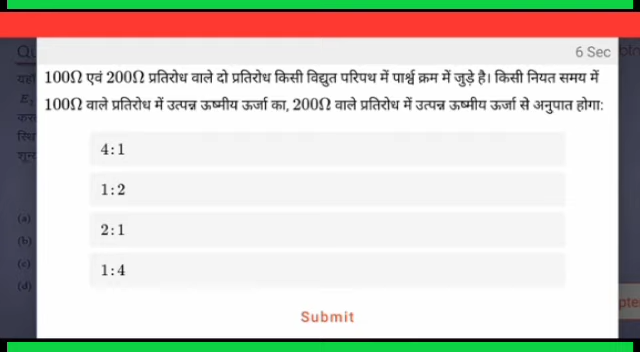 6 Sec
100Ω एवं 200Ω प्रतिरोध वाले दो प्रतिरोध किसी विद्युत परिपथ में पार्श्व क्रम में जुड़े है। किसी नियत समय में
100Ω वाले प्रतिरोध में उत्पन्न ऊष्मीय ऊर्जा का, 200Ω वाले प्रतिरोध में उत्पन्न ऊष्मीय ऊर्जा से अनुपात होगा:
4:1
1:2
2:1
1:4
(a)
(b)
(c)
(d)
Submit